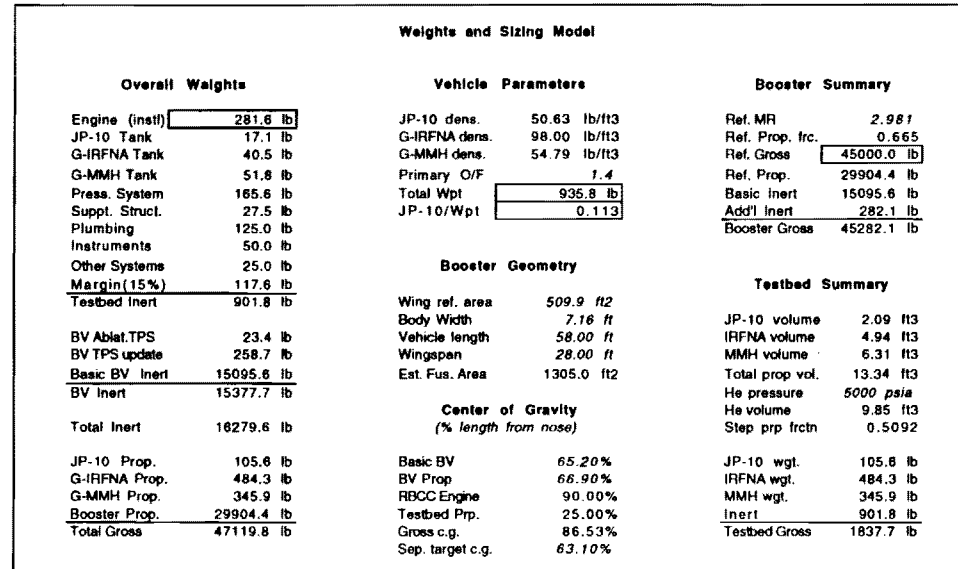 Weights and Sizing Model
Overall Waights
Engine (instl) 281.6 lb
JP-10 Tank 17.1 lb
G-IRFNA Tank 40.5 lb
G-MMH Tank 51.8 lb
Press. System 165.6 lb
Suppt. Struct. 27.5 lb
Plumbing 125.0 lb
Instruments 50.0 lb
Other Systems 25.0 lb
Margin(15%) 117.6 lb
Testbed Inert 901.8 lb
BV Ablat.TPS 23.4 lb
BV TPS update 258.7 lb
Basic BV Inert 15095.6 lb
BV Inert 15377.7 lb
Total Inert 16279.6 lb
JP-10 Prop. 105.6 lb
G-IRFNA Prop. 484.3 lb
G-MMH Prop. 345.9 lb
Booster Prop. 29904.4 lb
Total Gross 47119.8 lb
Vehicle Parameters
JP-10 dens. 50.63 lb/ft3
G-IRFNA dens. 98.00 lb/ft3
G-MMH dens. 54.79 lb/ft3
Primary O/F 1.4
Total Wpt 935.8 lb
JP-10/Wpt 0.113
Booster Geometry
Wing ref. area 509.9 ft2
Body Width 7.16 ft
Vehicle length 58.00 ft
Wingspan 28.00 ft
Est. Fus. Area 1305.0 ft2
Center of Gravity
(% length from nose)
Basic BV 65.20%
BV Prop 66.90%
RBCC Engine 90.00%
Testbed Prp. 25.00%
Gross c.g. 86.53%
Sep. target c.g. 63.10%
Booster Summary
Ref. MR 2.981
Ref. Prop. frc. 0.665
Ref. Gross 45000.0 lb
Ref. Prop. 29904.4 lb
Basic Inert 15095.6 lb
Add'l Inert 282.1 lb
Booster Gross 45282.1 lb
Testbed Summary
JP-10 volume 2.09 ft3
IRFNA volume 4.94 ft3
MMH volume 6.31 ft3
Total prop vol. 13.34 ft3
He pressure 5000 psia
He volume 9.85 ft3
Step prp frctn 0.5092
JP-10 wgt. 105.6 lb
IRFNA wgt. 484.3 lb
MMH wgt. 345.9 lb
Inert 901.8 lb
Testbed Gross 1837.7 lb